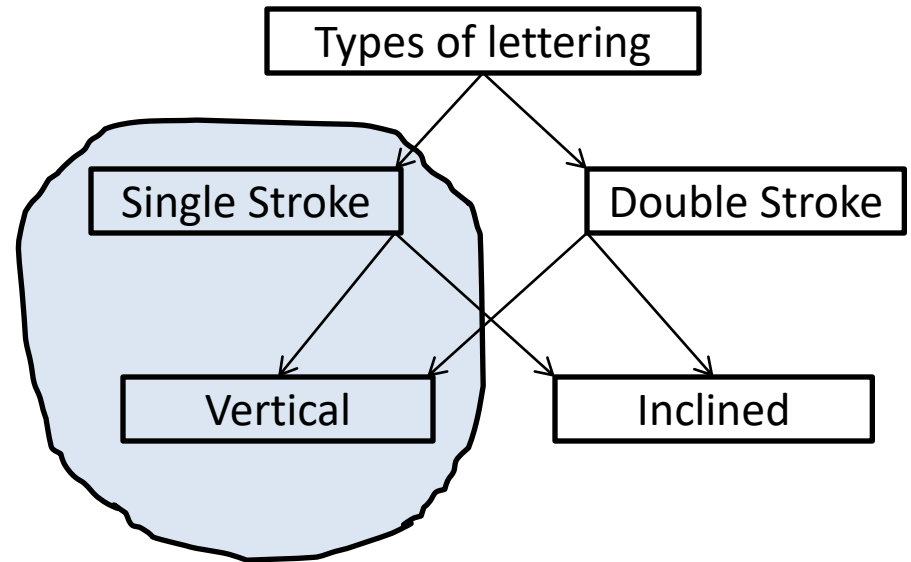 Types of lettering
Single Stroke
Double Stroke
Vertical
Inclined